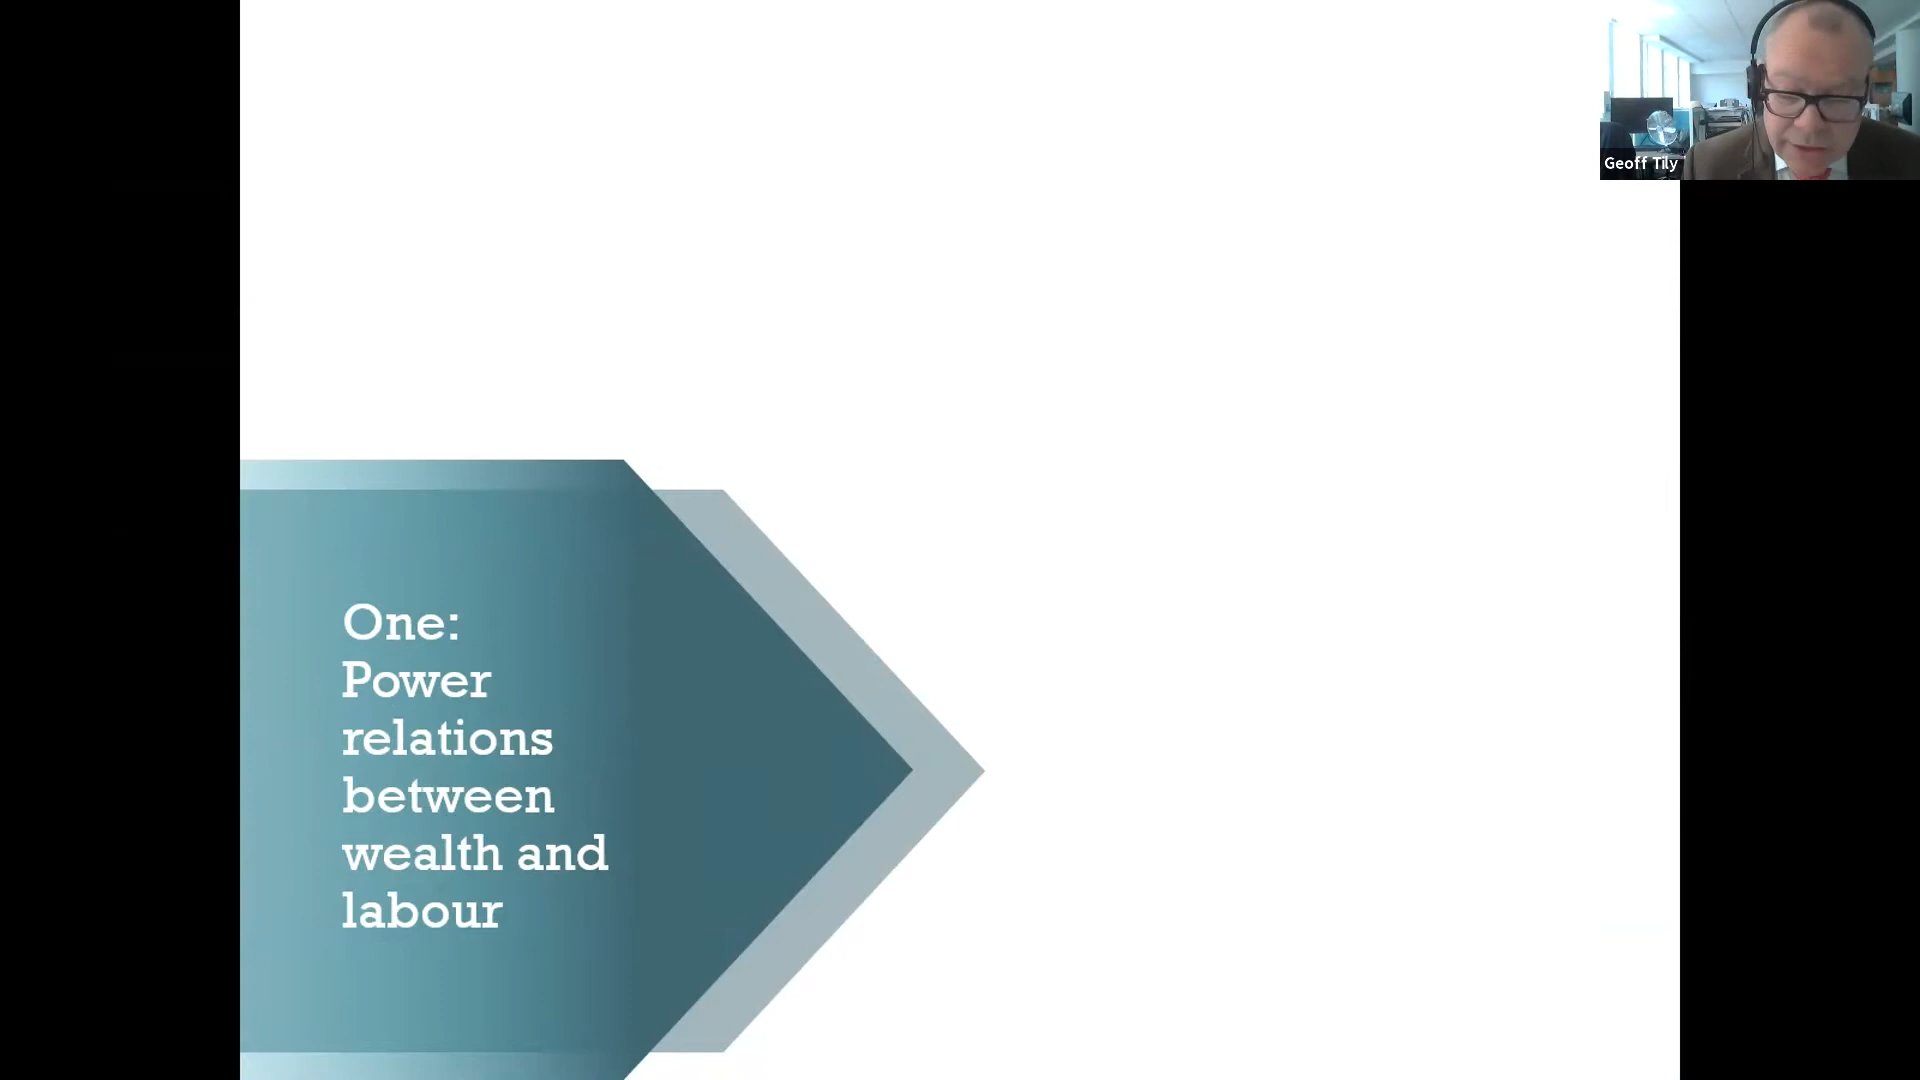 Geoff Tily
One:
Power
relations
between
wealth and
labour